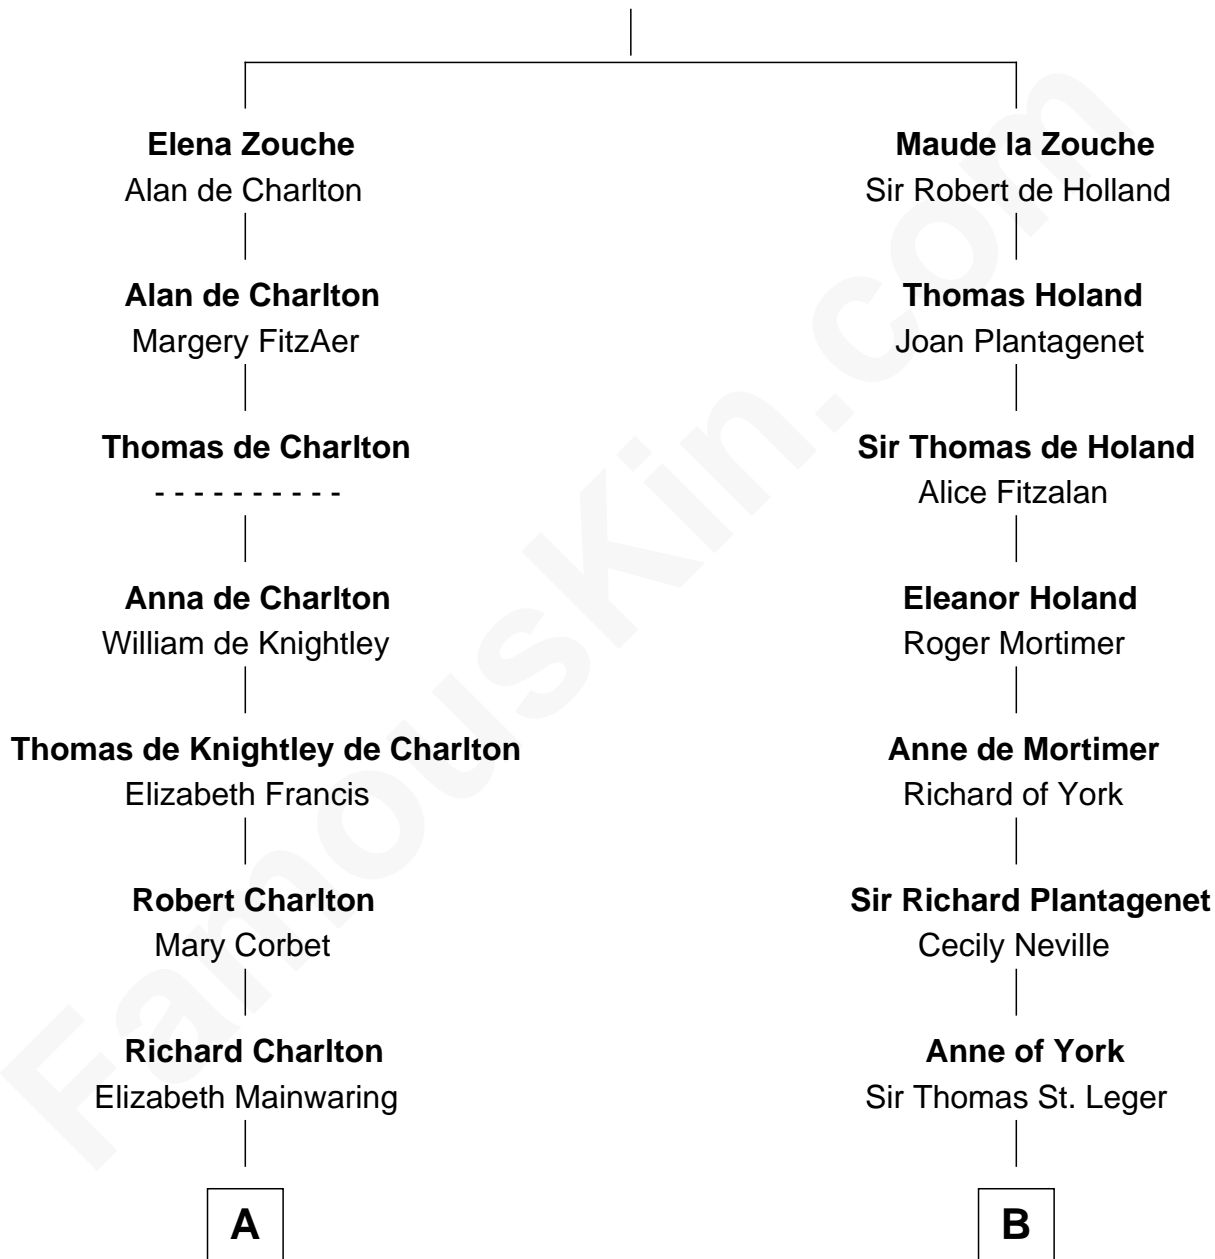 Elena Zouche
Alan de Charlton
Alan de Charlton
Margery FitzAer
Thomas de Charlton
- - - - - - - - - -
Anna de Charlton
William de Knightley
Thomas de Knightley de Charlton
Elizabeth Francis
Robert Charlton
Mary Corbet
Richard Charlton
Elizabeth Mainwaring
A
Maude la Zouche
Sir Robert de Holland
Thomas Holand
Joan Plantagenet
Sir Thomas de Holand
Alice Fitzalan
Eleanor Holand
Roger Mortimer
Anne de Mortimer
Richard of York
Sir Richard Plantagenet
Cecily Neville
Anne of York
Sir Thomas St. Leger
B
FamousKin.com